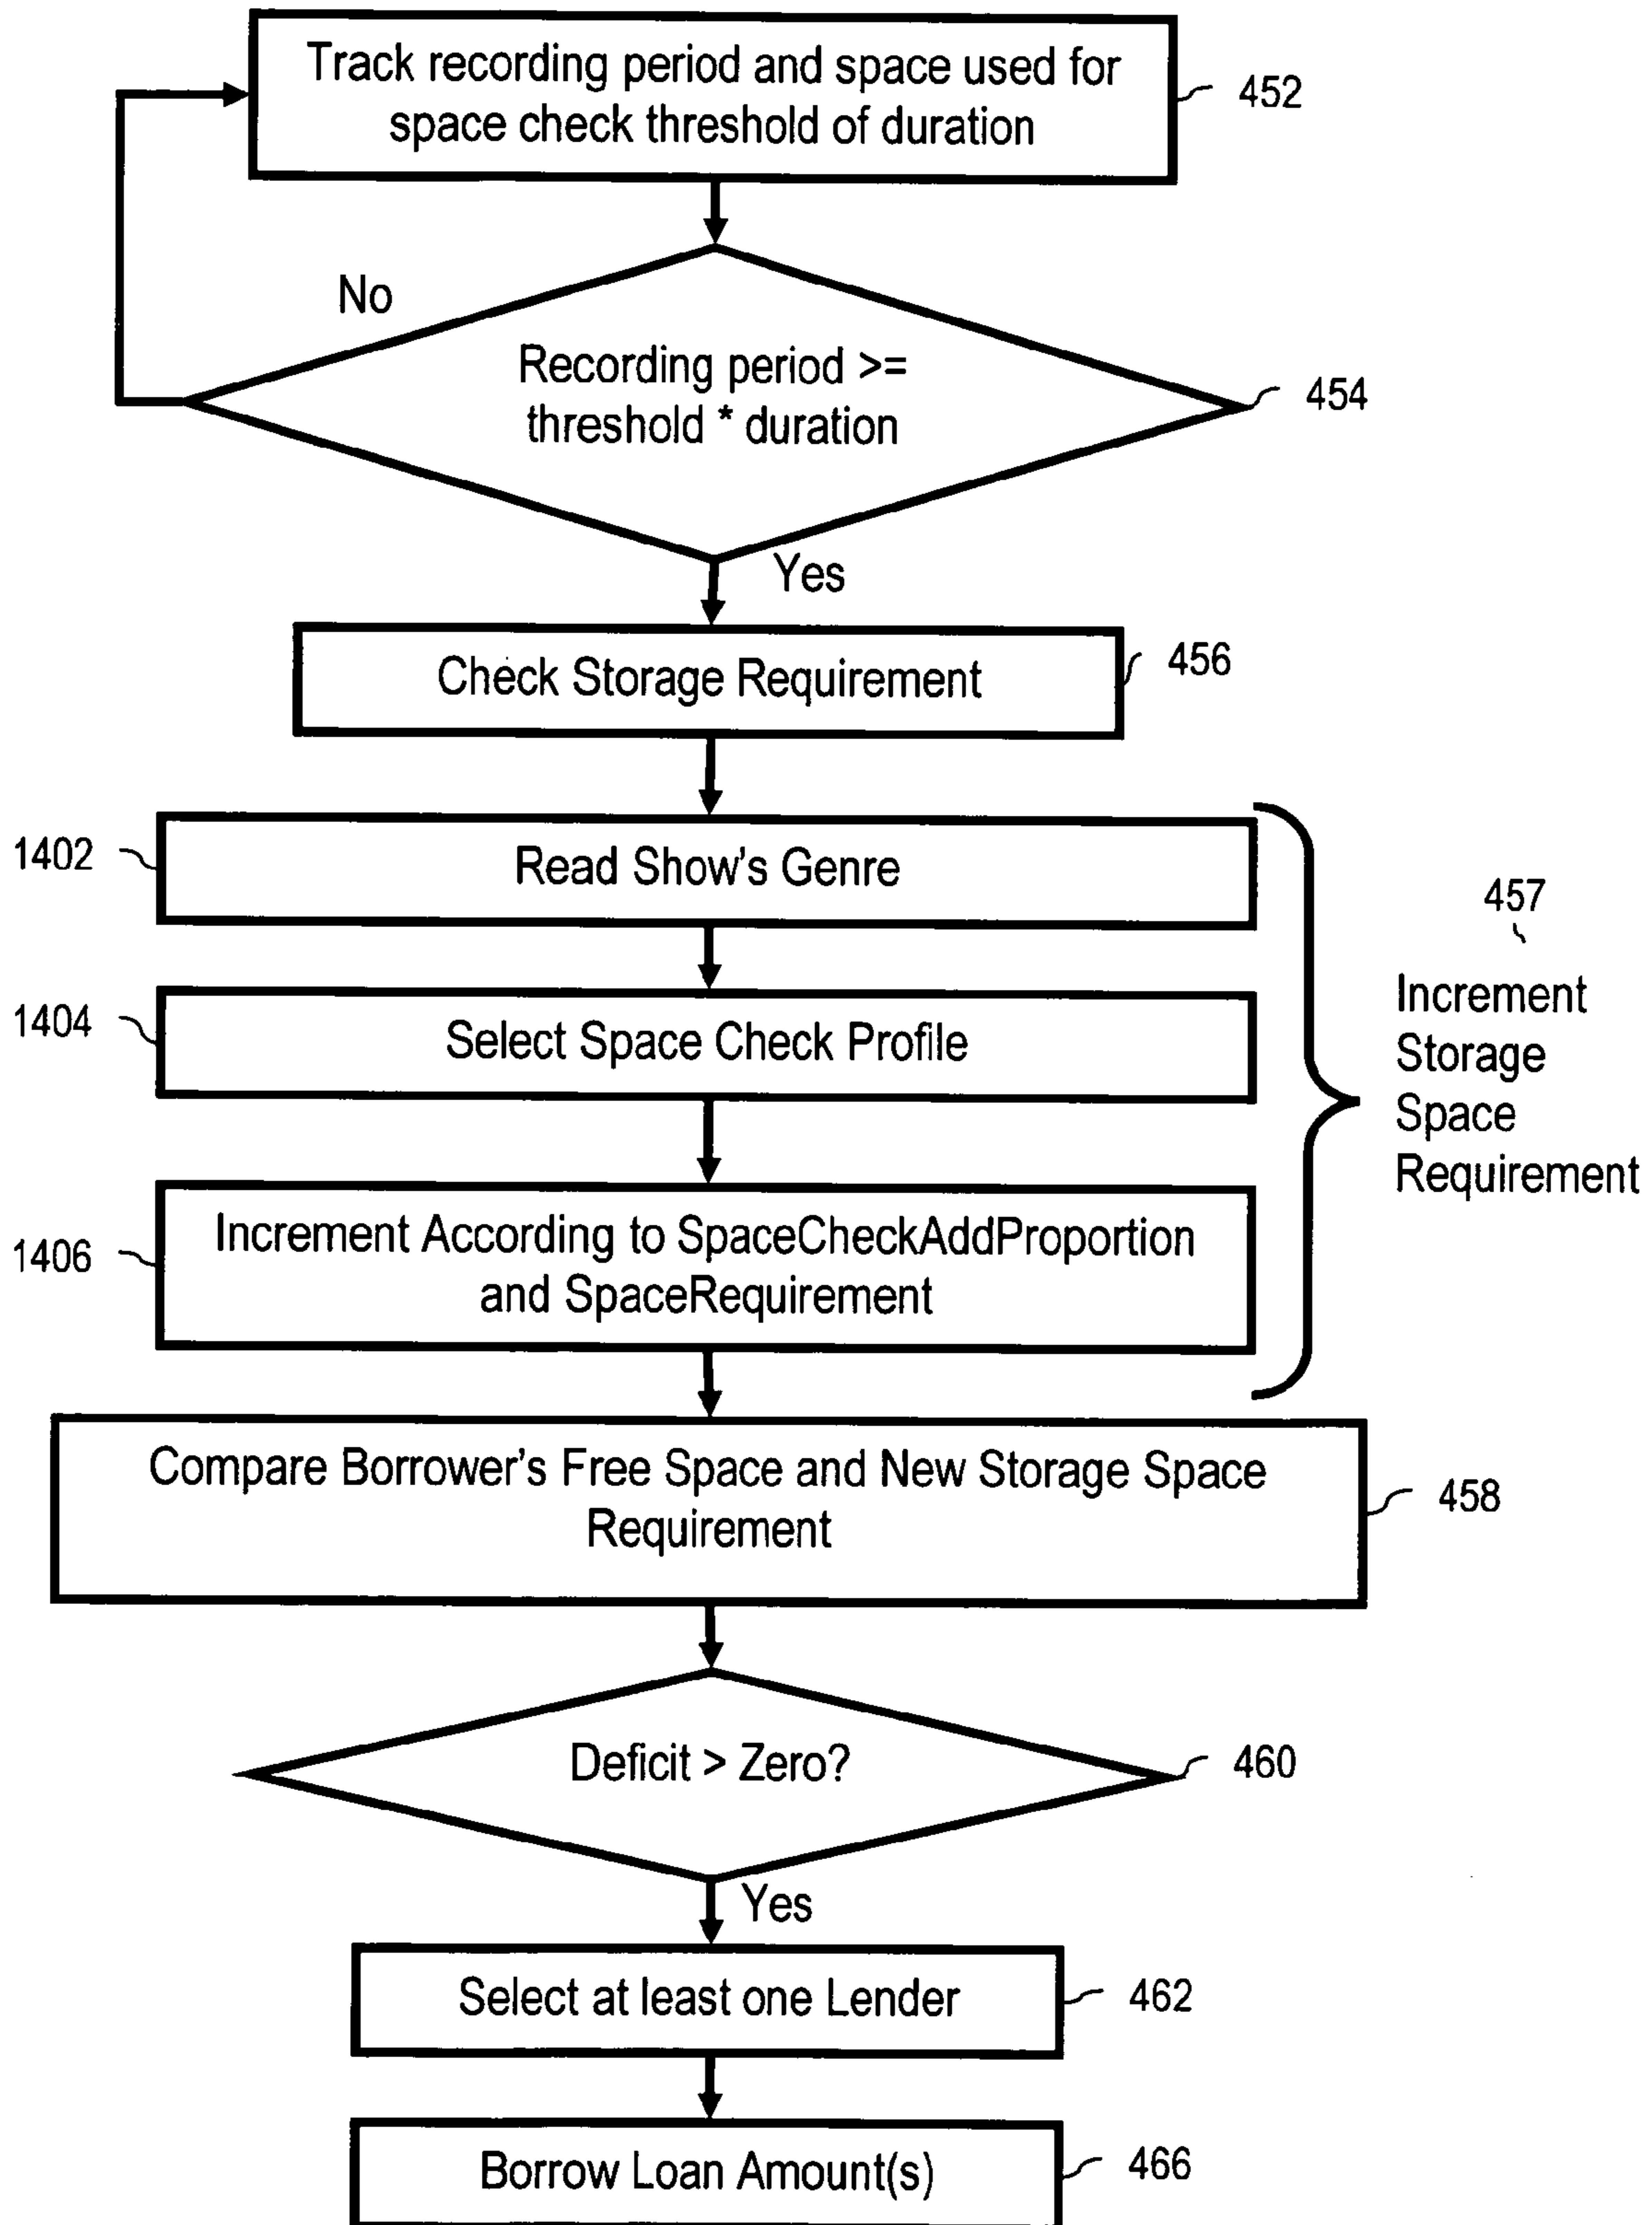 Track recording period and space used for
space check threshold of duration
452
No
Recording period >=
threshold * duration
454
Yes
Check Storage Requirement
456
1402
Read Show's Genre
457
Increment
Storage
Space
Requirement
1404
Select Space Check Profile
1406
Increment According to SpaceCheckAddProportion
and SpaceRequirement
Compare Borrower's Free Space and New Storage Space
Requirement
458
Deficit > Zero?
460
Yes
Select at least one Lender
462
Borrow Loan Amount(s)
466